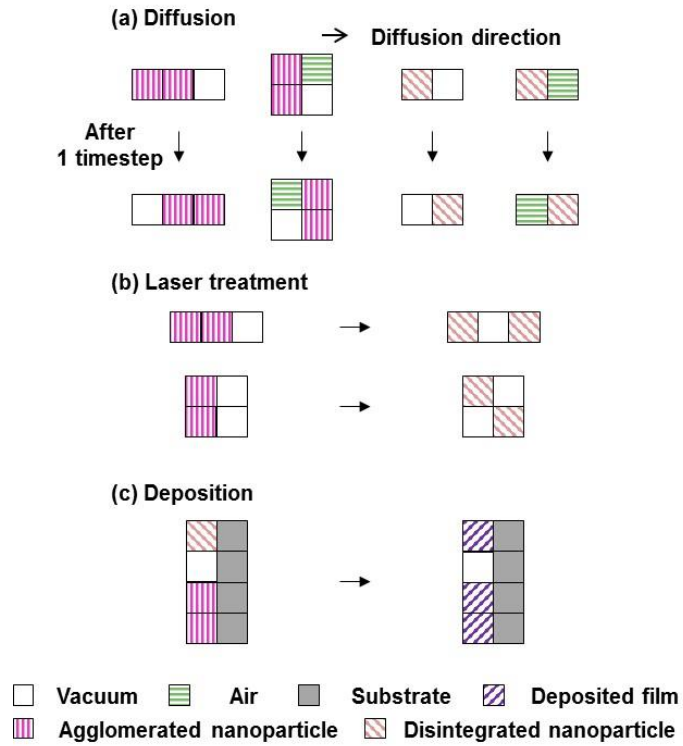 (a) Diffusion
Diffusion direction
After
1 timestep
(b) Laser treatment
(c) Deposition
Vacuum Air Substrate Deposited film
Agglomerated nanoparticle Disintegrated nanoparticle